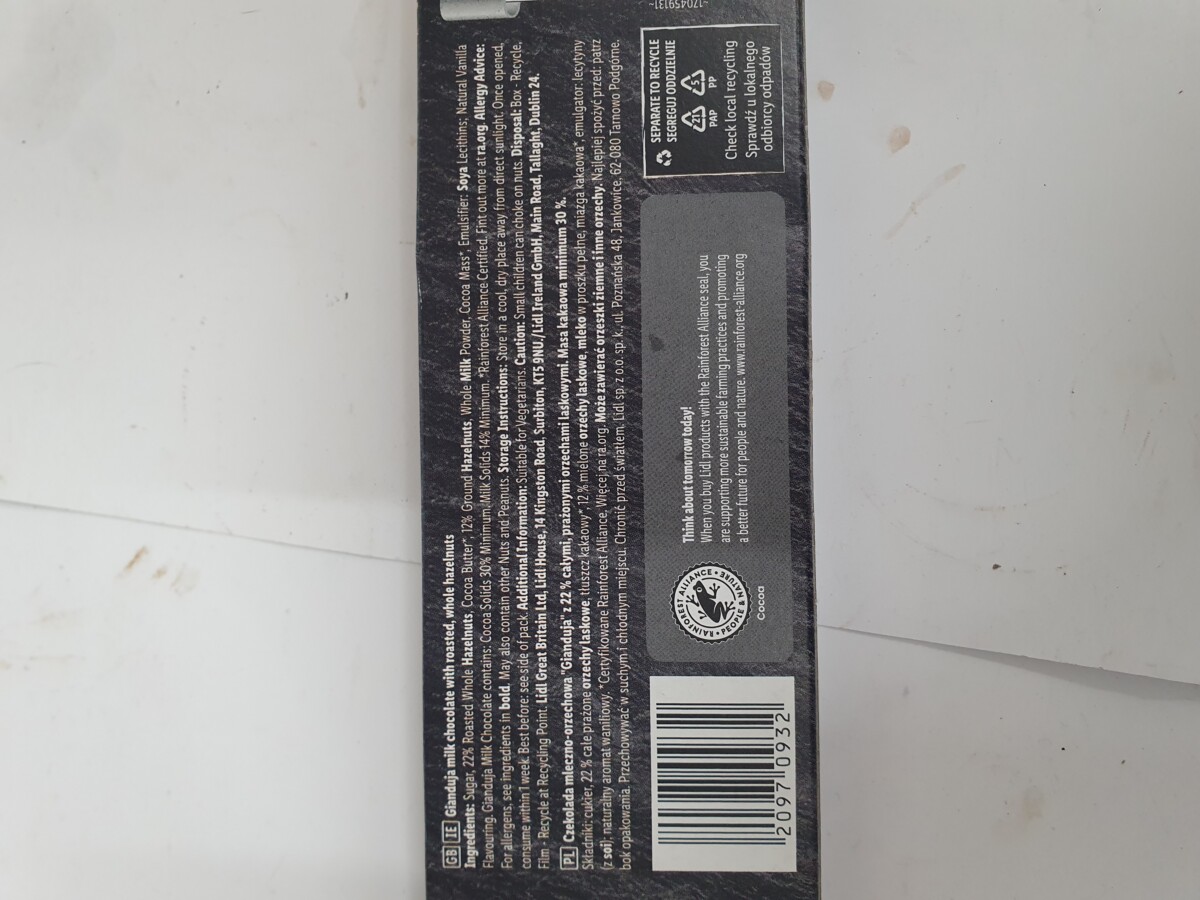 GB IE Gianduja milk chocolate with roasted, whole hazelnuts
Ingredients: Sugar, 22% Roasted Whole Hazelnuts, Cocoa Butter*, 12% Ground Hazelnuts, Whole Milk Powder, Cocoa Mass*, Emulsifier: Soya Lecithins; Natural Vanilla
Flavouring. Gianduja Milk Chocolate contains: Cocoa Solids 30% Minimum, Milk Solids 14% Minimum. *Rainforest Alliance Certified. Fint out more at ra.org. Allergy Advice:
For allergens, see ingredients in bold. May also contain other Nuts and Peanuts. Storage Instructions: Store in a cool, dry place away from direct sunlight. Once opened,
consume within 1 week. Best before: see side of pack. Additional Information: Suitable for Vegetarians. Caution: Small children can choke on nuts. Disposal: Box - Recycle,
Film - Recycle at Recycling Point. Lidl Great Britain Ltd, Lidl House, 14 Kingston Road, Surbiton, KT5 9NU./Lidl Ireland GmbH, Main Road, Tallaght, Dublin 24.
PL Czekolada mleczno-orzechowa "Gianduja" z 22 % całymi, prażonymi orzechami laskowymi. Masa kakaowa minimum 30 %.
Składniki: cukier, 22 % całe prażone orzechy laskowe, tłuszcz kakaowy*, 12 % mielone orzechy laskowe, mleko w proszku pełne, miazga kakaowa*, emulgator: lecytyny
(z soi); naturalny aromat waniliowy. *Certyfikowane Rainforest Alliance. Więcej na ra.org. Może zawierać orzeszki ziemne i inne orzechy. Najlepiej spożyć przed: patrz
bok opakowania. Przechowywać w suchym i chłodnym miejscu. Chronić przed światłem. Lidl sp. z o.o. sp. k., ul. Poznańska 48, Jankowice, 62-080 Tarnowo Podgórne.
2097 0932
RAINFOREST ALLIANCE • PEOPLE & NATURE •
COCOA
Think about tomorrow today!
When you buy Lidl products with the Rainforest Alliance seal, you
are supporting more sustainable farming practices and promoting
a better future for people and nature. www.rainforest-alliance.org
SEPARATE TO RECYCLE
SEGREGUJ ODDZIELNIE
21 5
PAP PP
Check local recycling
Sprawdź u lokalnego
odbiorcy odpadów
-170459131-